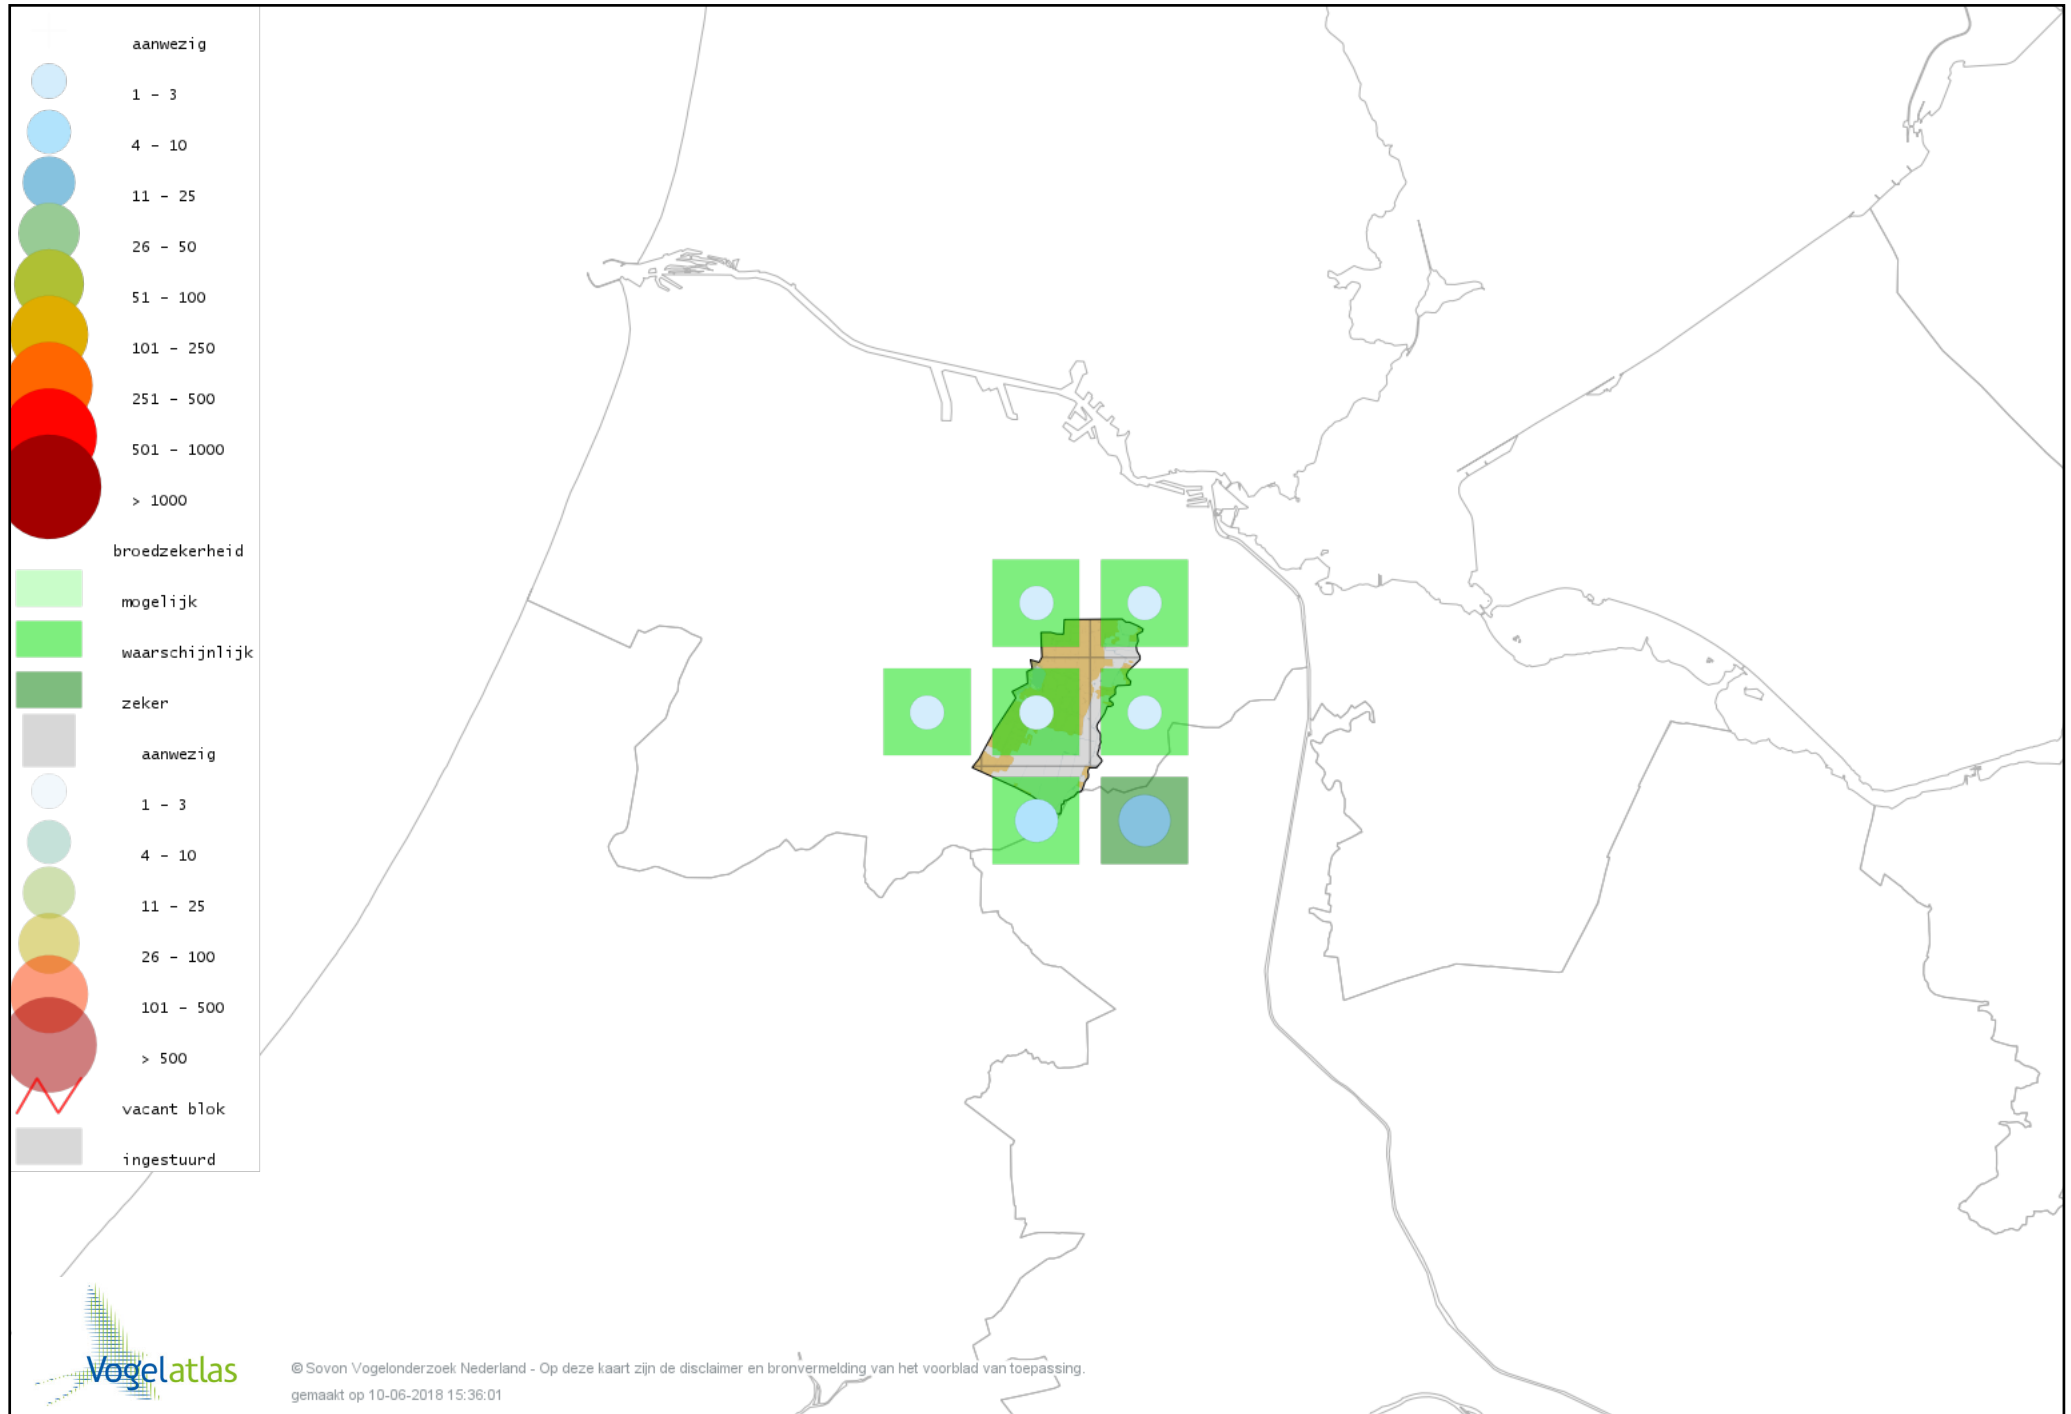 aanwezig
1 - 3
4 - 10
11 - 25
26 - 50
51 - 100
101 - 250
251 - 500
501 - 1000
> 1000
broedzekerheid
mogelijk
waarschijnlijk
zeker
aanwezig
1 - 3
4 - 10
11 - 25
26 - 100
101 - 500
> 500
vacant blok
ingestuurd
Vogelatlas
© Sovon Vogelonderzoek Nederland - Op deze kaart zijn de disclaimer en bronvermelding van het voorblad van toepassing.
gemaakt op 10-06-2018 15:36:01